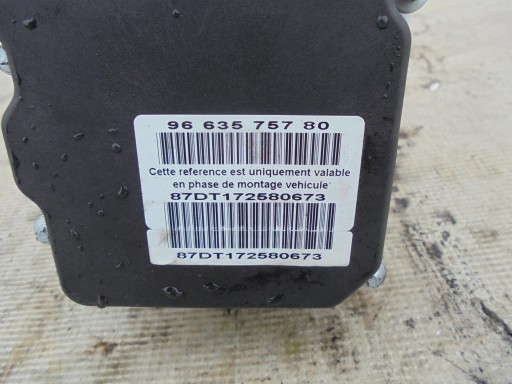 96 635 757 80
Cette reference est uniquement valable
en phase de montage vehicule
87DT172580673
87DT172580673